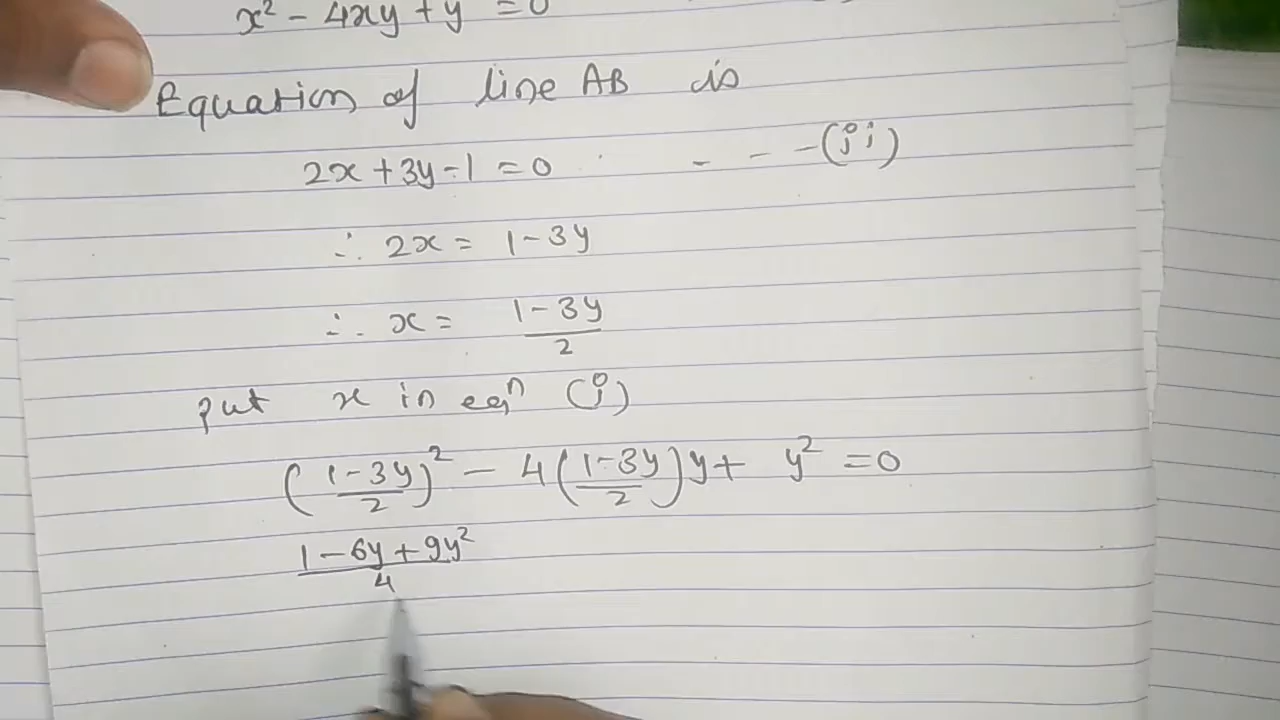 x² - 4xy + y = 0
Equation of line AB is
2x + 3y - 1 = 0 - - - (ii)
∴ 2x = 1 - 3y
∴ x = (1 - 3y)/2
put x in eqⁿ (i)
((1 - 3y)/2)² - 4((1 - 3y)/2)y + y² = 0
(1 - 6y + 9y²)/4